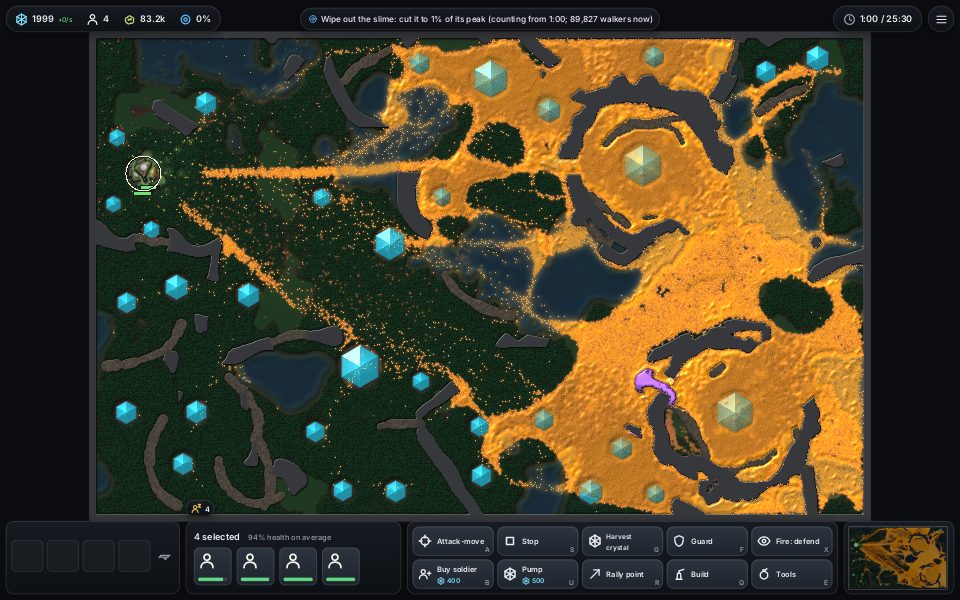 1999 +0/s 4 83.2k 0%
Wipe out the slime: cut it to 1% of its peak (counting from 1:00; 89,827 walkers now)
1:00 / 25:30
4
4 selected 94% health on average
Attack-move A
Stop S
Harvest crystal G
Guard F
Fire: defend X
Buy soldier 400 B
Pump 500 U
Rally point R
Build Q
Tools E